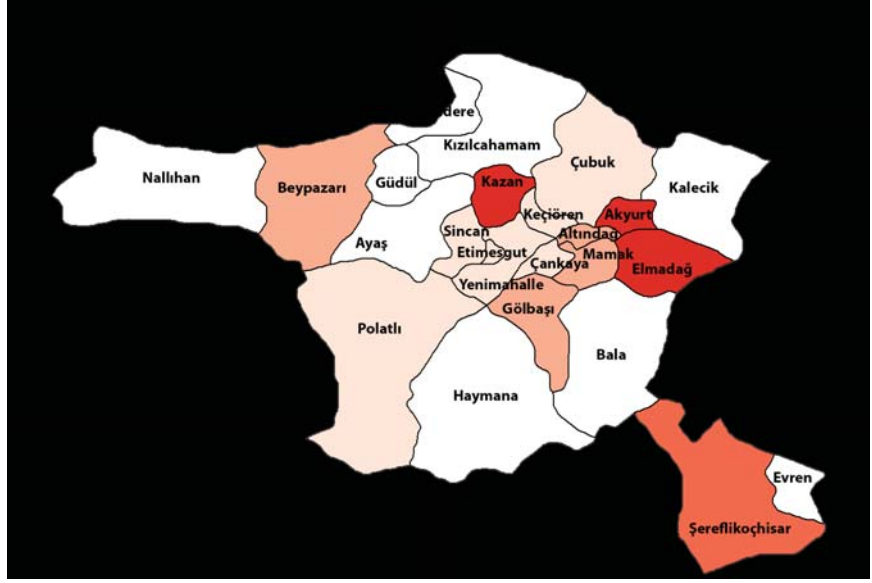 dere
Kızılcahamam
Çubuk
Nallıhan
Beypazarı
Güdül
Kazan
Kalecik
Keçiören
Akyurt
Ayaş
Sincan
Altındağ
Etimesgut
Mamak
Çankaya
Elmadağ
Yenimahalle
Gölbaşı
Polatlı
Bala
Haymana
Evren
Şereflikoçhisar